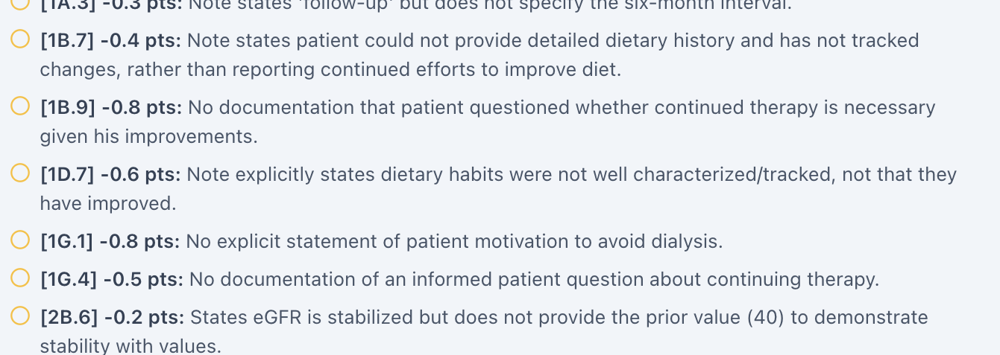 [1A.3] -0.3 pts: Note states 'follow-up' but does not specify the six-month interval.
[1B.7] -0.4 pts: Note states patient could not provide detailed dietary history and has not tracked
changes, rather than reporting continued efforts to improve diet.
[1B.9] -0.8 pts: No documentation that patient questioned whether continued therapy is necessary
given his improvements.
[1D.7] -0.6 pts: Note explicitly states dietary habits were not well characterized/tracked, not that they
have improved.
[1G.1] -0.8 pts: No explicit statement of patient motivation to avoid dialysis.
[1G.4] -0.5 pts: No documentation of an informed patient question about continuing therapy.
[2B.6] -0.2 pts: States eGFR is stabilized but does not provide the prior value (40) to demonstrate
stability with values.